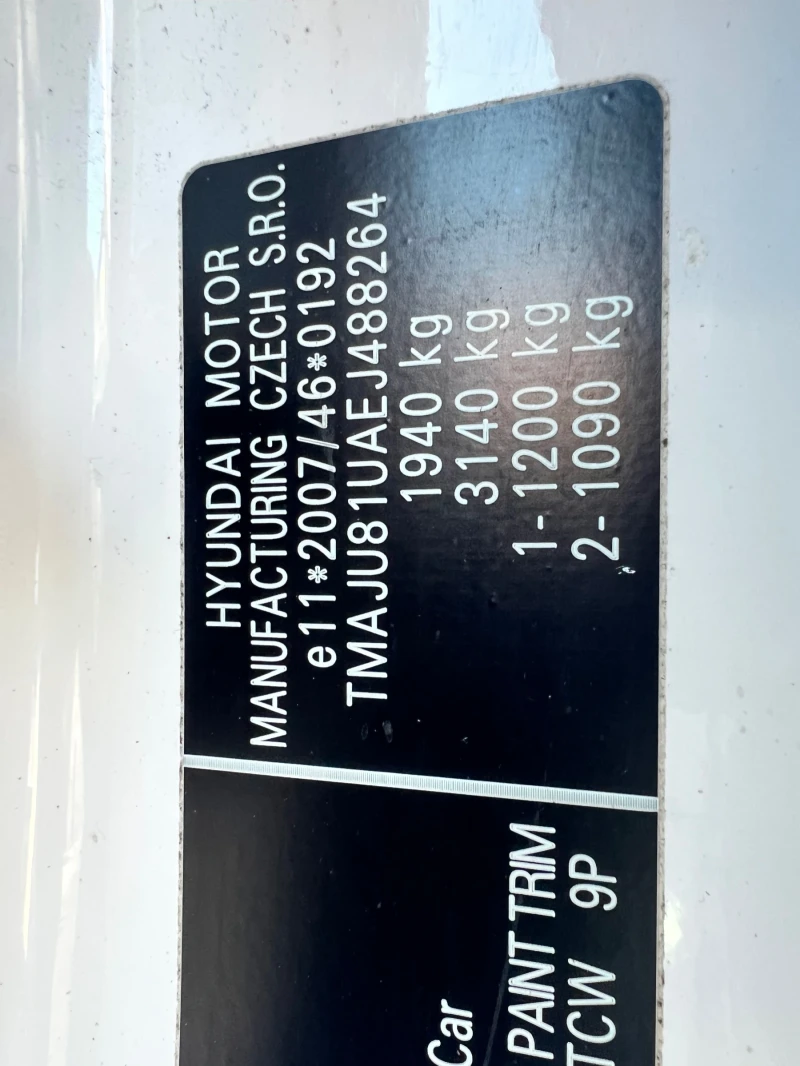 HYUNDAI MOTOR
MANUFACTURING CZECH S.R.O.
e11*2007/46*0192
TMAJU81UAEJ488264
1940 kg
3140 kg
1- 1200 kg
2- 1090 kg
Car
PAINT TRIM
TCW 9P